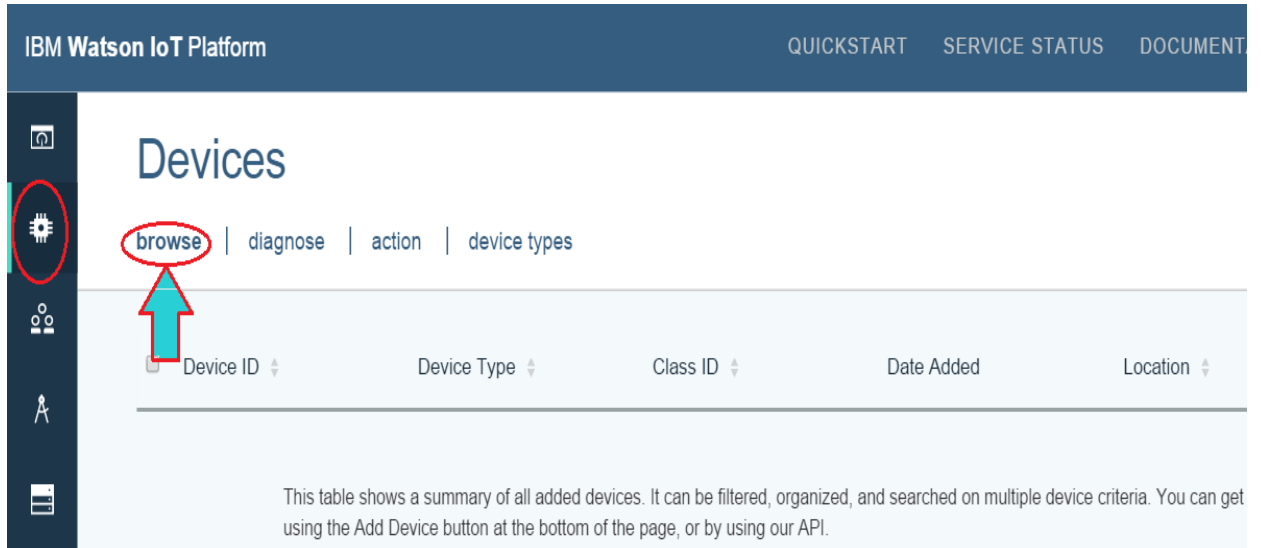 IBM Watson IoT Platform
QUICKSTART SERVICE STATUS DOCUMENT
Devices
browse | diagnose | action | device types
Device ID Device Type Class ID Date Added Location
This table shows a summary of all added devices. It can be filtered, organized, and searched on multiple device criteria. You can get
using the Add Device button at the bottom of the page, or by using our API.